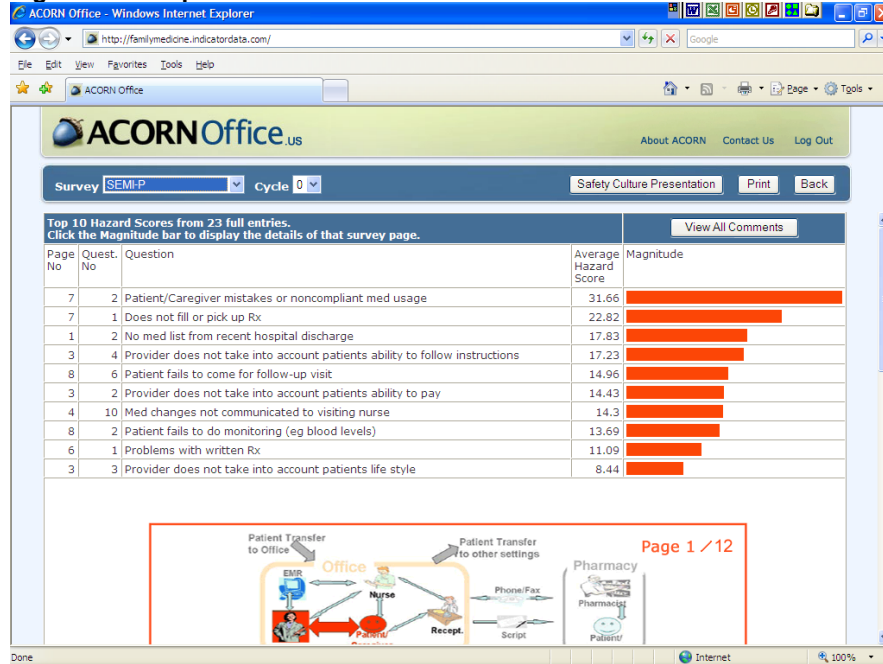 ACORN Office - Windows Internet Explorer
http://familymedicine.indicatordata.com/
Google
File Edit View Favorites Tools Help
ACORN Office
Page Tools
ACORNOffice.us
About ACORN Contact Us Log Out
Survey SEMI-P Cycle 0 Safety Culture Presentation Print Back
Top 10 Hazard Scores from 23 full entries.
Click the Magnitude bar to display the details of that survey page.
View All Comments
Page No Quest. No Question Average Hazard Score Magnitude
7 2 Patient/Caregiver mistakes or noncompliant med usage 31.66
7 1 Does not fill or pick up Rx 22.82
1 2 No med list from recent hospital discharge 17.83
3 4 Provider does not take into account patients ability to follow instructions 17.23
8 6 Patient fails to come for follow-up visit 14.96
3 2 Provider does not take into account patients ability to pay 14.43
4 10 Med changes not communicated to visiting nurse 14.3
8 2 Patient fails to do monitoring (eg blood levels) 13.69
6 1 Problems with written Rx 11.09
3 3 Provider does not take into account patients life style 8.44
Patient Transfer
to Office
Patient Transfer
to other settings
Page 1 / 12
Office
Pharmacy
EMR
Nurse
Phone/Fax
Pharmacist
Patient/
Recept.
Script
Patient/
Done Internet 100%